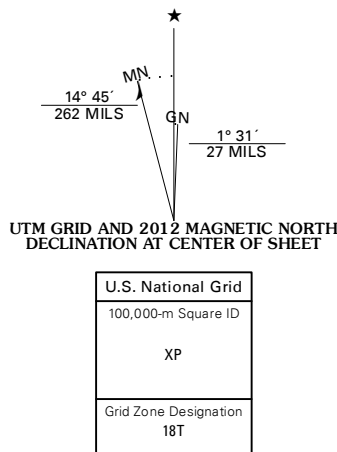 MN
GN
14° 45´
262 MILS
1° 31´
27 MILS
UTM GRID AND 2012 MAGNETIC NORTH
DECLINATION AT CENTER OF SHEET
U.S. National Grid
100,000-m Square ID
XP
Grid Zone Designation
18T